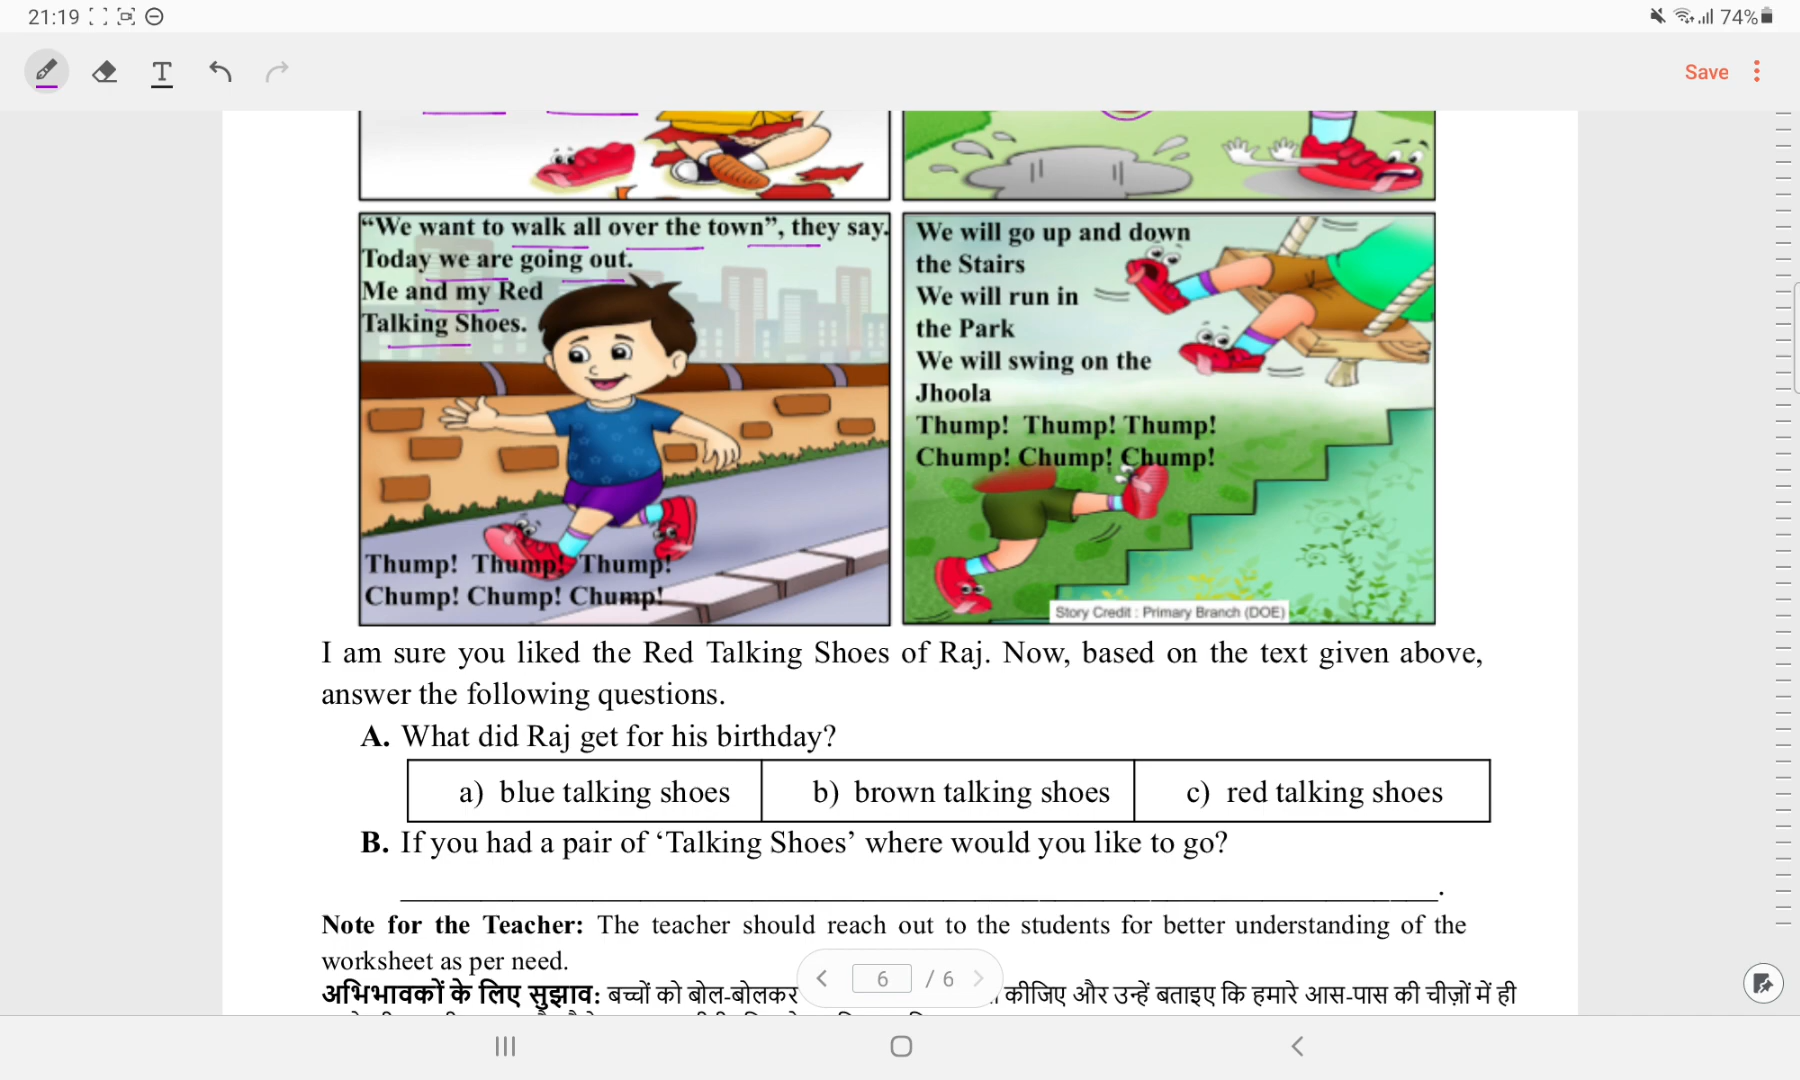 21:19
74%
T
Save
“We want to walk all over the town”, they say.
Today we are going out.
Me and my Red
Talking Shoes.
Thump! Thump! Thump!
Chump! Chump! Chump!
We will go up and down
the Stairs
We will run in
the Park
We will swing on the
Jhoola
Thump! Thump! Thump!
Chump! Chump! Chump!
Story Credit : Primary Branch (DOE)
I am sure you liked the Red Talking Shoes of Raj. Now, based on the text given above,
answer the following questions.
A. What did Raj get for his birthday?
a) blue talking shoes b) brown talking shoes c) red talking shoes
B. If you had a pair of ‘Talking Shoes’ where would you like to go?
Note for the Teacher: The teacher should reach out to the students for better understanding of the
worksheet as per need.
6 / 6
अभिभावकों के लिए सुझाव: बच्चों को बोल-बोलकर कीजिए और उन्हें बताइए कि हमारे आस-पास की चीज़ों में ही